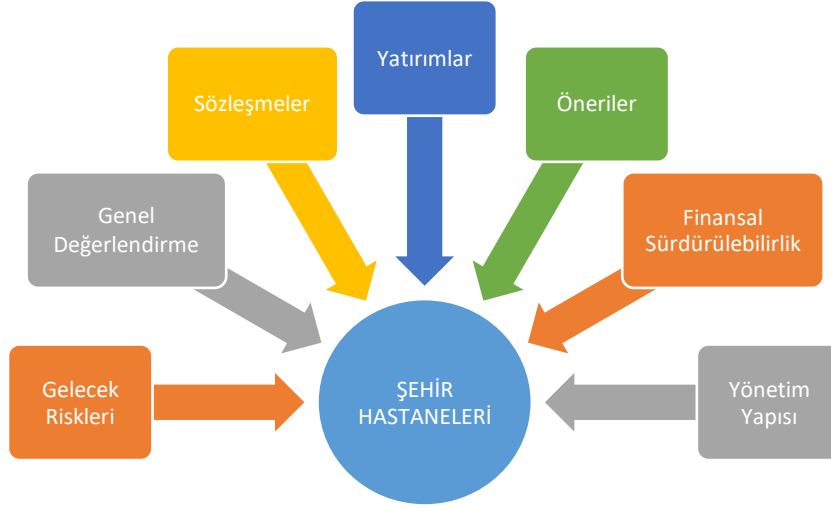 Yatırımlar
Sözleşmeler
Öneriler
Genel
Değerlendirme
Finansal
Sürdürülebilirlik
Gelecek
Riskleri
ŞEHİR
HASTANELERİ
Yönetim
Yapısı